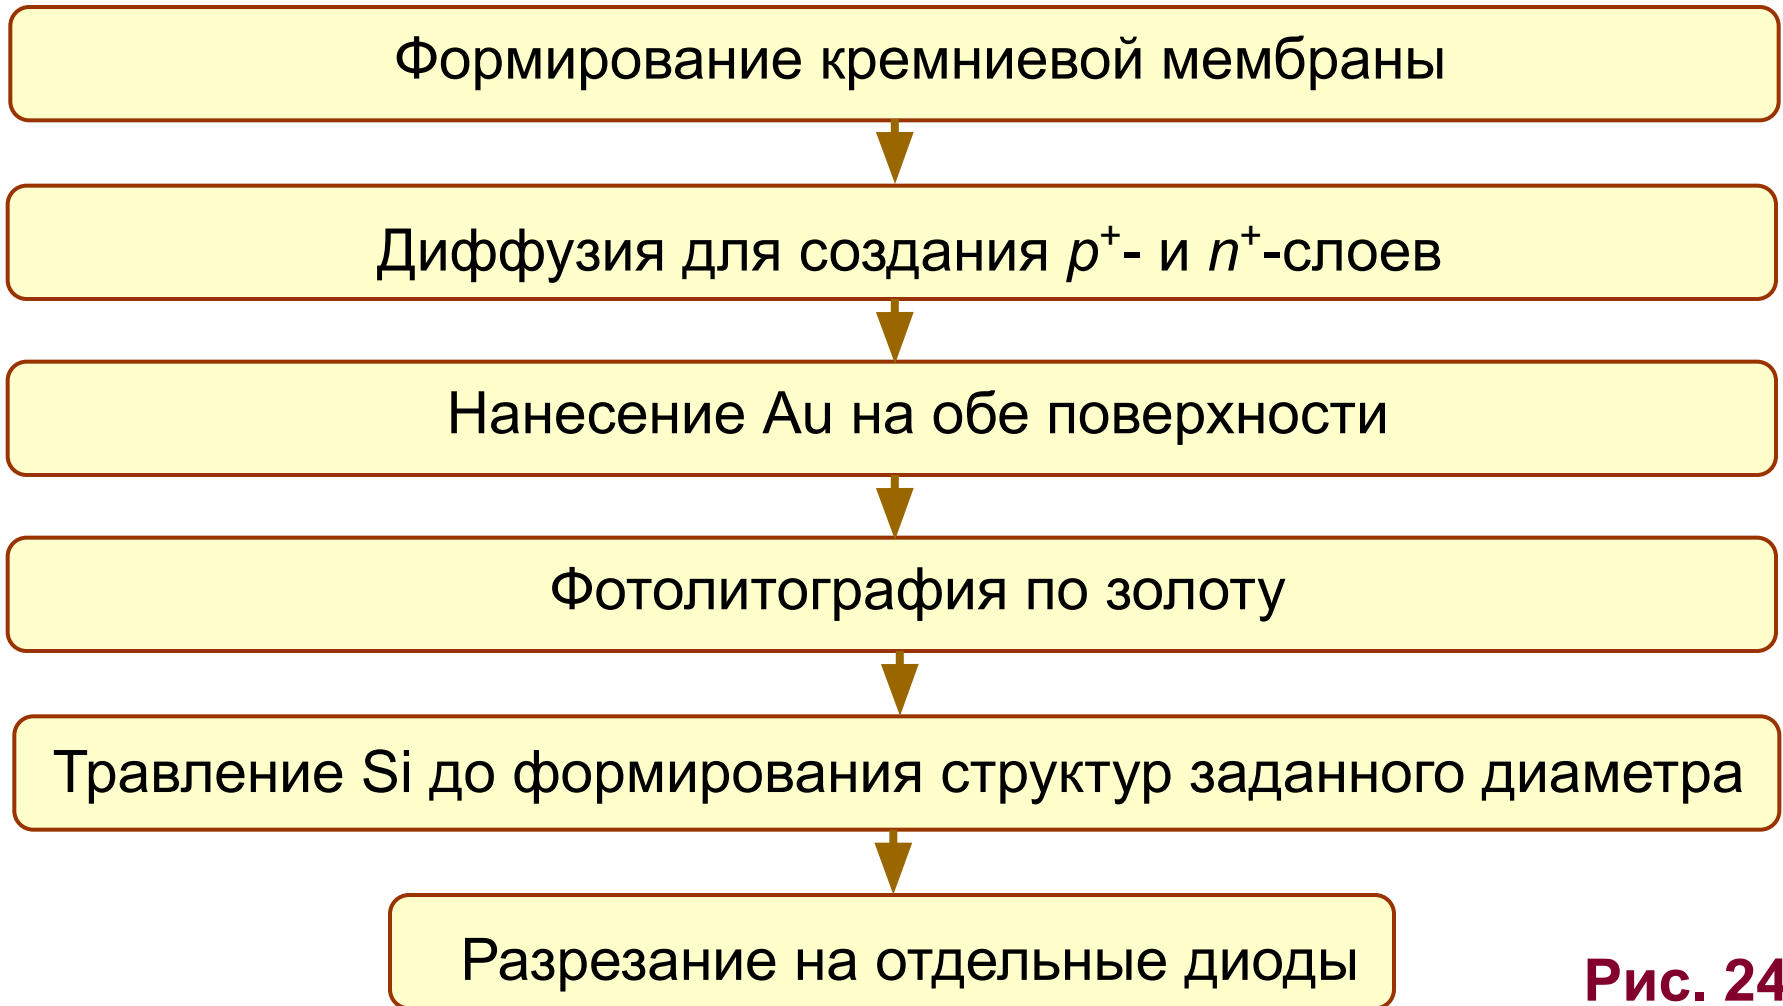 Формирование кремниевой мембраны
Диффузия для создания p⁺- и n⁺-слоев
Нанесение Au на обе поверхности
Фотолитография по золоту
Травление Si до формирования структур заданного диаметра
Разрезание на отдельные диоды
Рис. 24